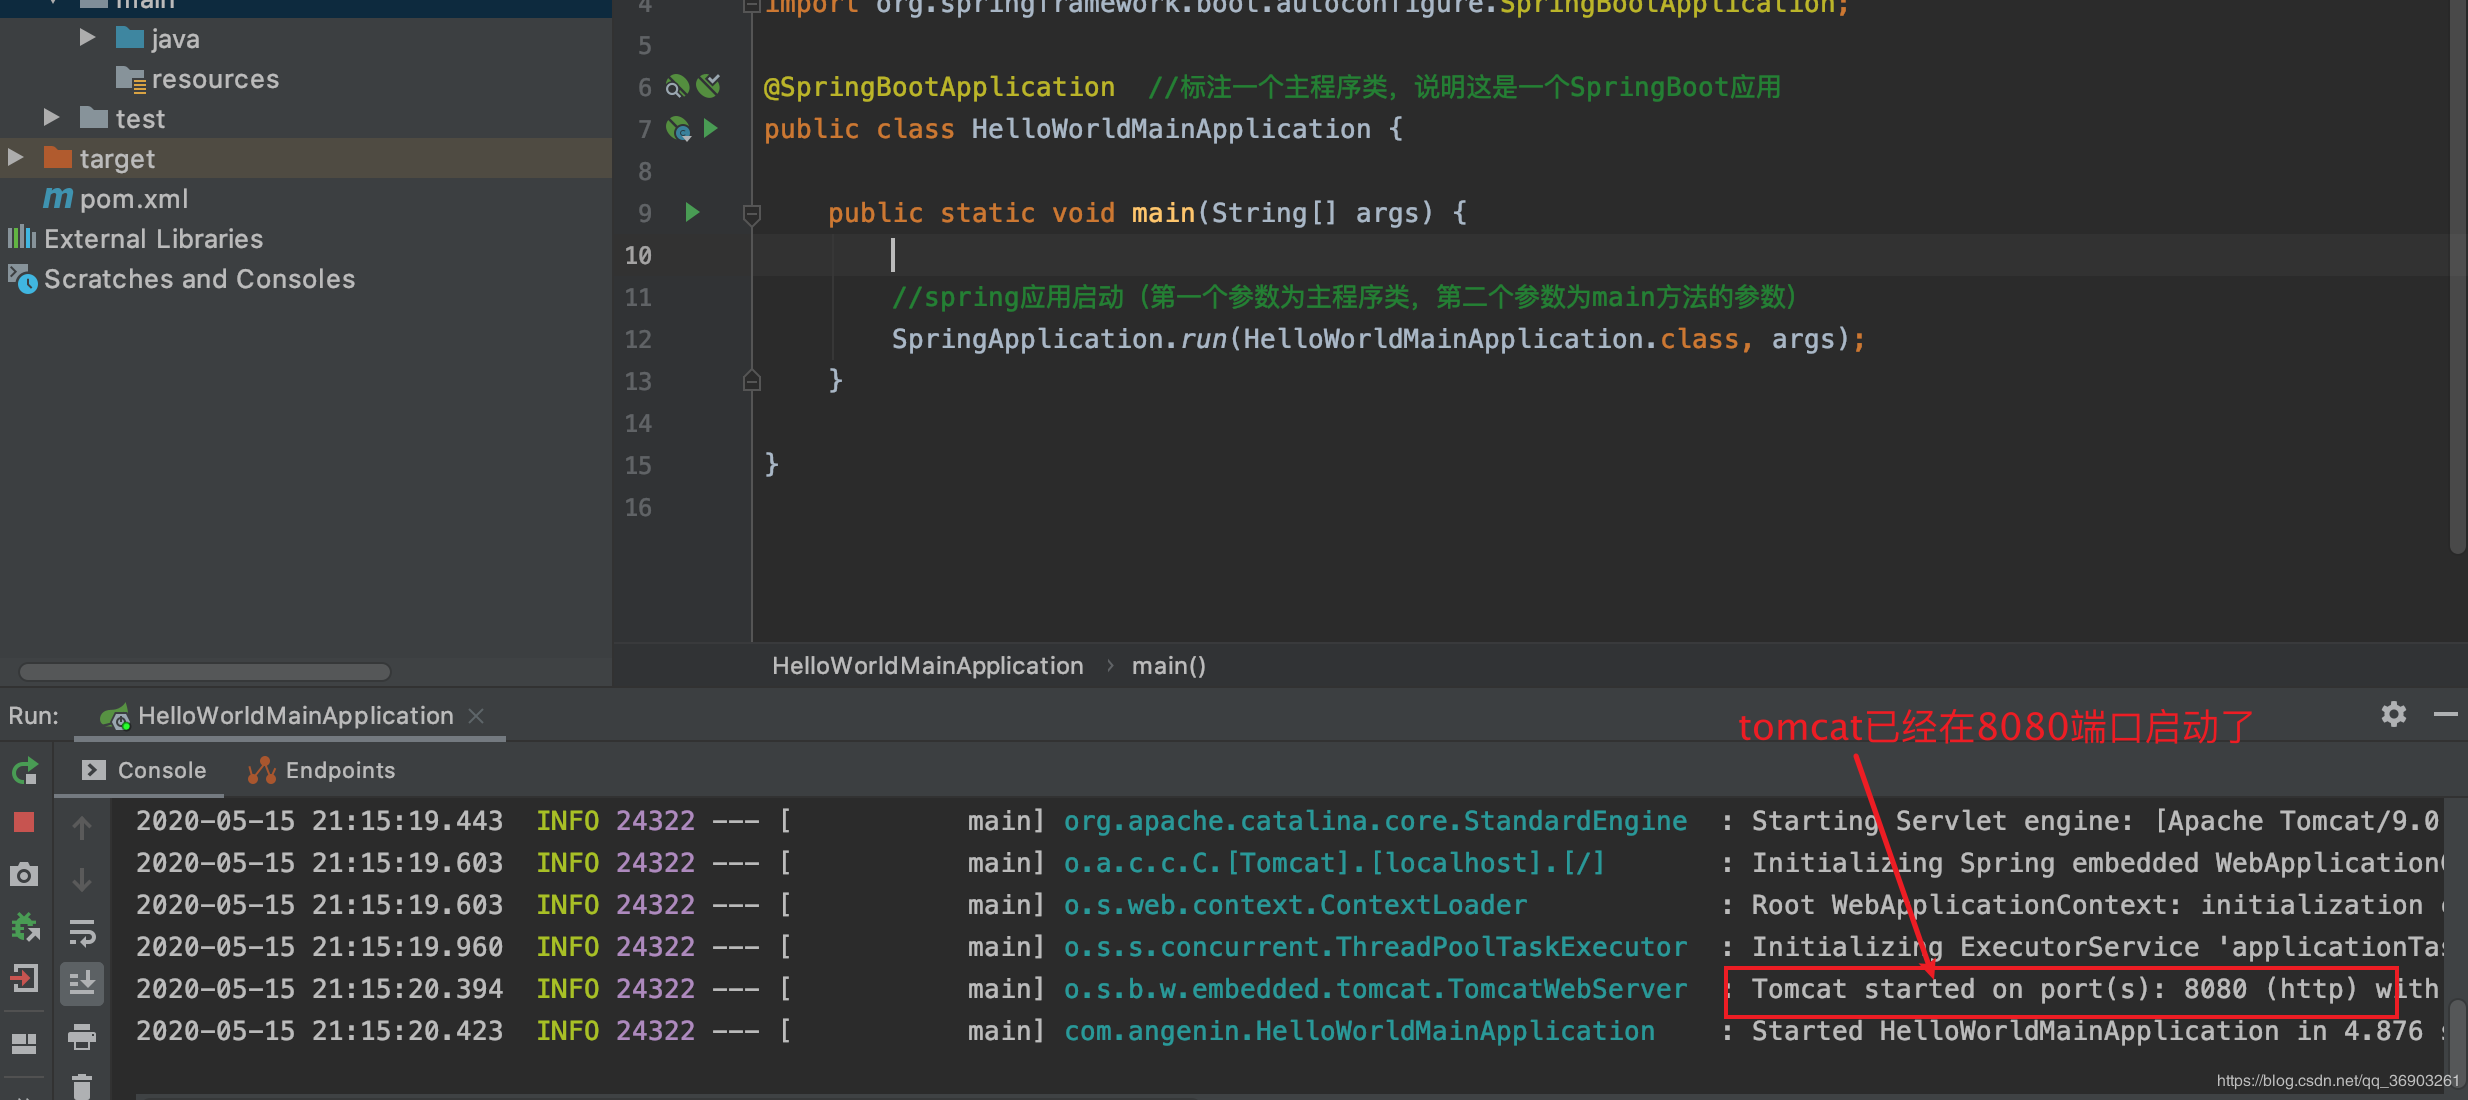 main
java
resources
test
target
pom.xml
External Libraries
Scratches and Consoles
4 import org.springframework.boot.autoconfigure.SpringBootApplication;
5
6 @SpringBootApplication //标注一个主程序类，说明这是一个SpringBoot应用
7 public class HelloWorldMainApplication {
8
9 public static void main(String[] args) {
10
11 //spring应用启动（第一个参数为主程序类，第二个参数为main方法的参数）
12 SpringApplication.run(HelloWorldMainApplication.class, args);
13 }
14
15 }
16
HelloWorldMainApplication › main()
Run: HelloWorldMainApplication
tomcat已经在8080端口启动了
Console Endpoints
2020-05-15 21:15:19.443 INFO 24322 --- [ main] org.apache.catalina.core.StandardEngine : Starting Servlet engine: [Apache Tomcat/9.0
2020-05-15 21:15:19.603 INFO 24322 --- [ main] o.a.c.c.C.[Tomcat].[localhost].[/] : Initializing Spring embedded WebApplication
2020-05-15 21:15:19.603 INFO 24322 --- [ main] o.s.web.context.ContextLoader : Root WebApplicationContext: initialization
2020-05-15 21:15:19.960 INFO 24322 --- [ main] o.s.s.concurrent.ThreadPoolTaskExecutor : Initializing ExecutorService 'applicationTas
2020-05-15 21:15:20.394 INFO 24322 --- [ main] o.s.b.w.embedded.tomcat.TomcatWebServer : Tomcat started on port(s): 8080 (http) with
2020-05-15 21:15:20.423 INFO 24322 --- [ main] com.angenin.HelloWorldMainApplication : Started HelloWorldMainApplication in 4.876
https://blog.csdn.net/qq_36903261